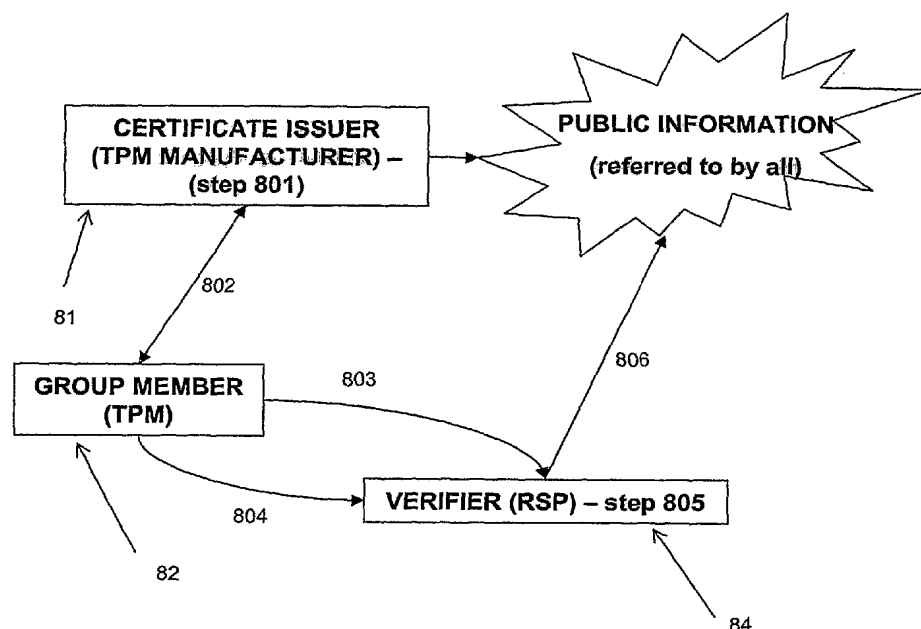 CERTIFICATE ISSUER
(TPM MANUFACTURER) –
(step 801)
PUBLIC INFORMATION
(referred to by all)
802
81
GROUP MEMBER
(TPM)
803
806
804
VERIFIER (RSP) – step 805
82
84